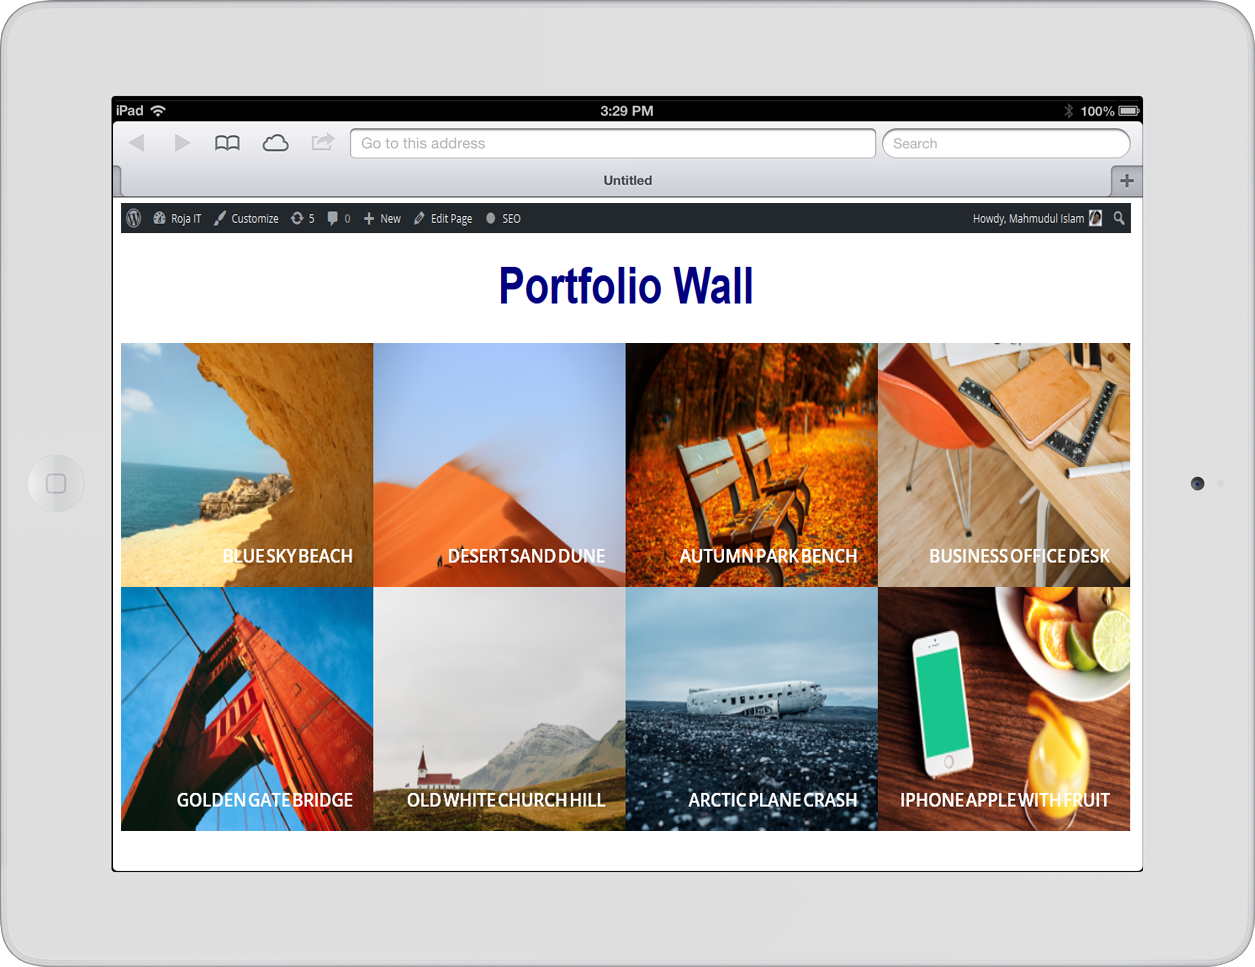 iPad 3:29 PM 100%
Go to this address Search
Untitled
Roja IT Customize 5 0 New Edit Page SEO Howdy, Mahmudul Islam
Portfolio Wall
BLUE SKY BEACH DESERT SAND DUNE AUTUMN PARK BENCH BUSINESS OFFICE DESK
GOLDEN GATE BRIDGE OLD WHITE CHURCH HILL ARCTIC PLANE CRASH IPHONE APPLE WITH FRUIT